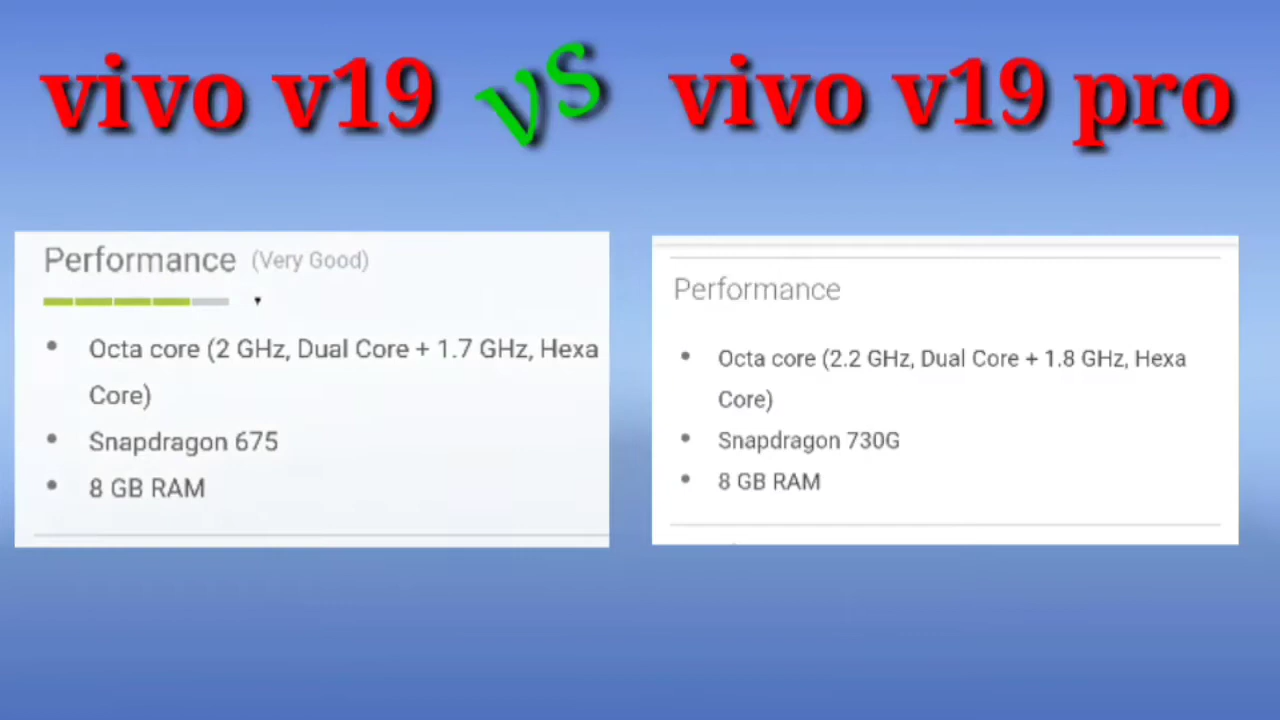 vivo v19 vs vivo v19 pro
Performance (Very Good)
Octa core (2 GHz, Dual Core + 1.7 GHz, Hexa
Core)
Snapdragon 675
8 GB RAM
Performance
Octa core (2.2 GHz, Dual Core + 1.8 GHz, Hexa
Core)
Snapdragon 730G
8 GB RAM